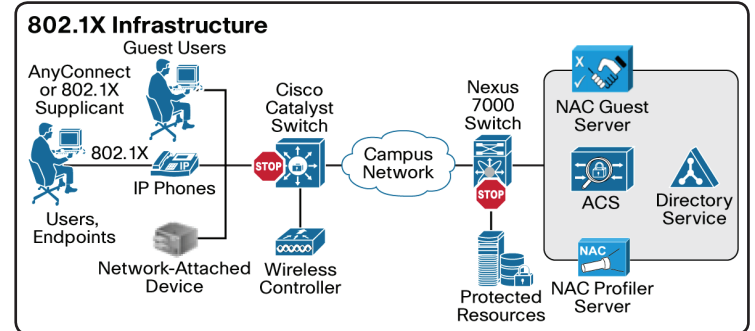 802.1X Infrastructure
Guest Users
AnyConnect
or 802.1X
Supplicant
802.1X
IP
IP Phones
Users,
Endpoints
Network-Attached
Device
Cisco
Catalyst
Switch
STOP
Wireless
Controller
Campus
Network
Nexus
7000
Switch
STOP
Protected
Resources
X
NAC Guest
Server
ACS
Directory
Service
NAC
NAC Profiler
Server